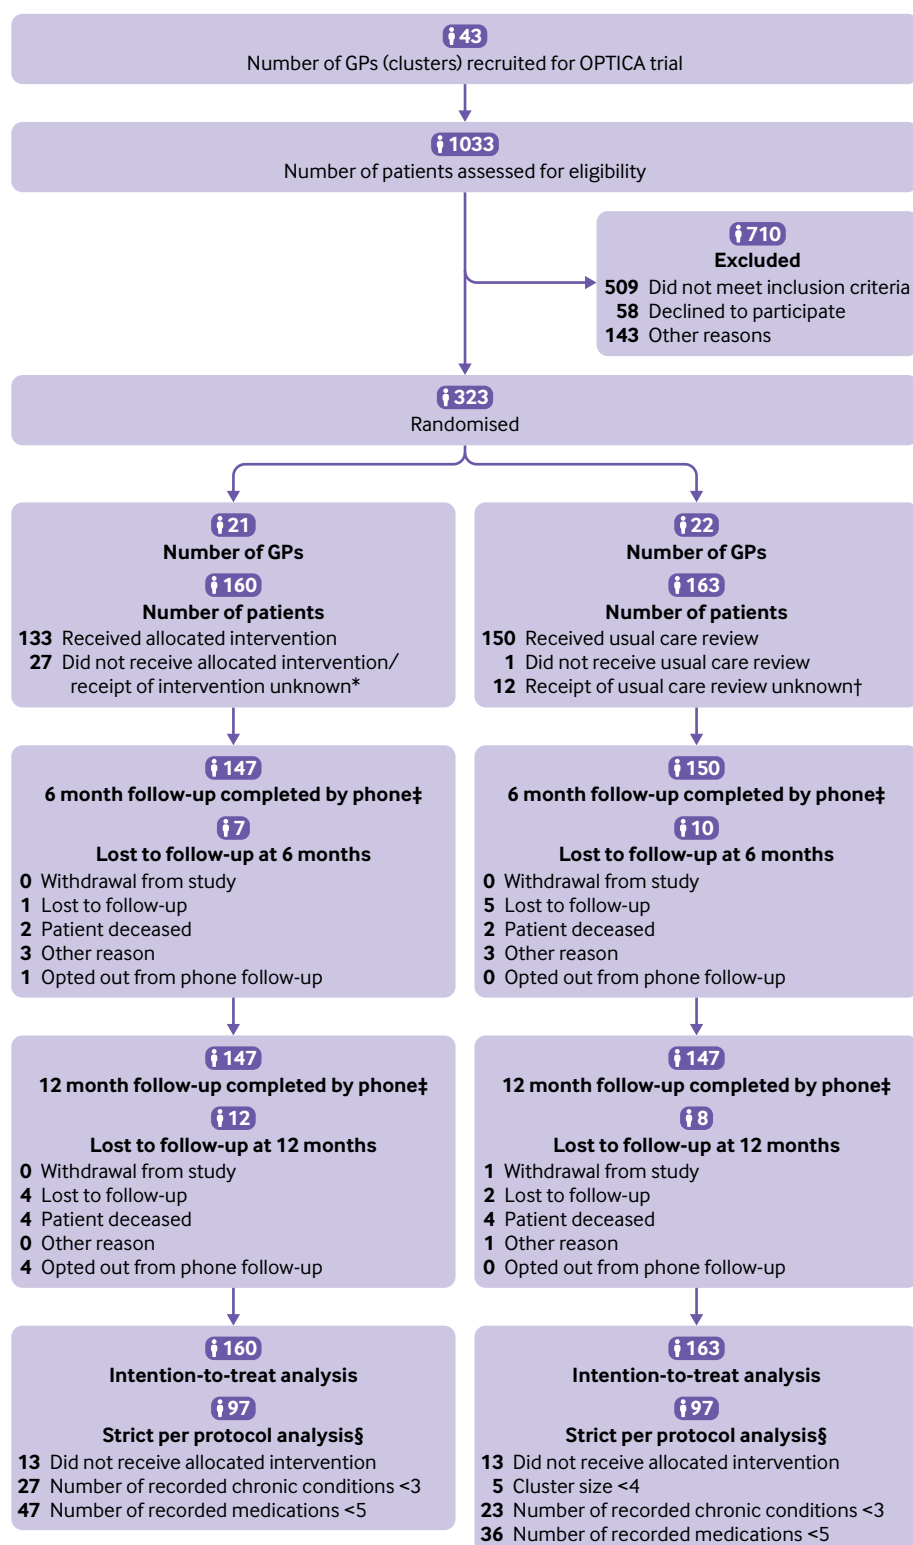 43
Number of GPs (clusters) recruited for OPTICA trial
1033
Number of patients assessed for eligibility
710
Excluded
509 Did not meet inclusion criteria
58 Declined to participate
143 Other reasons
323
Randomised
21
Number of GPs
160
Number of patients
133 Received allocated intervention
27 Did not receive allocated intervention/
receipt of intervention unknown*
22
Number of GPs
163
Number of patients
150 Received usual care review
1 Did not receive usual care review
12 Receipt of usual care review unknown†
147
6 month follow-up completed by phone‡
7
Lost to follow-up at 6 months
0 Withdrawal from study
1 Lost to follow-up
2 Patient deceased
3 Other reason
1 Opted out from phone follow-up
150
6 month follow-up completed by phone‡
10
Lost to follow-up at 6 months
0 Withdrawal from study
5 Lost to follow-up
2 Patient deceased
3 Other reason
0 Opted out from phone follow-up
147
12 month follow-up completed by phone‡
12
Lost to follow-up at 12 months
0 Withdrawal from study
4 Lost to follow-up
4 Patient deceased
0 Other reason
4 Opted out from phone follow-up
147
12 month follow-up completed by phone‡
8
Lost to follow-up at 12 months
1 Withdrawal from study
2 Lost to follow-up
4 Patient deceased
1 Other reason
0 Opted out from phone follow-up
160
Intention-to-treat analysis
97
Strict per protocol analysis§
13 Did not receive allocated intervention
27 Number of recorded chronic conditions <3
47 Number of recorded medications <5
163
Intention-to-treat analysis
97
Strict per protocol analysis§
13 Did not receive allocated intervention
5 Cluster size <4
23 Number of recorded chronic conditions <3
36 Number of recorded medications <5